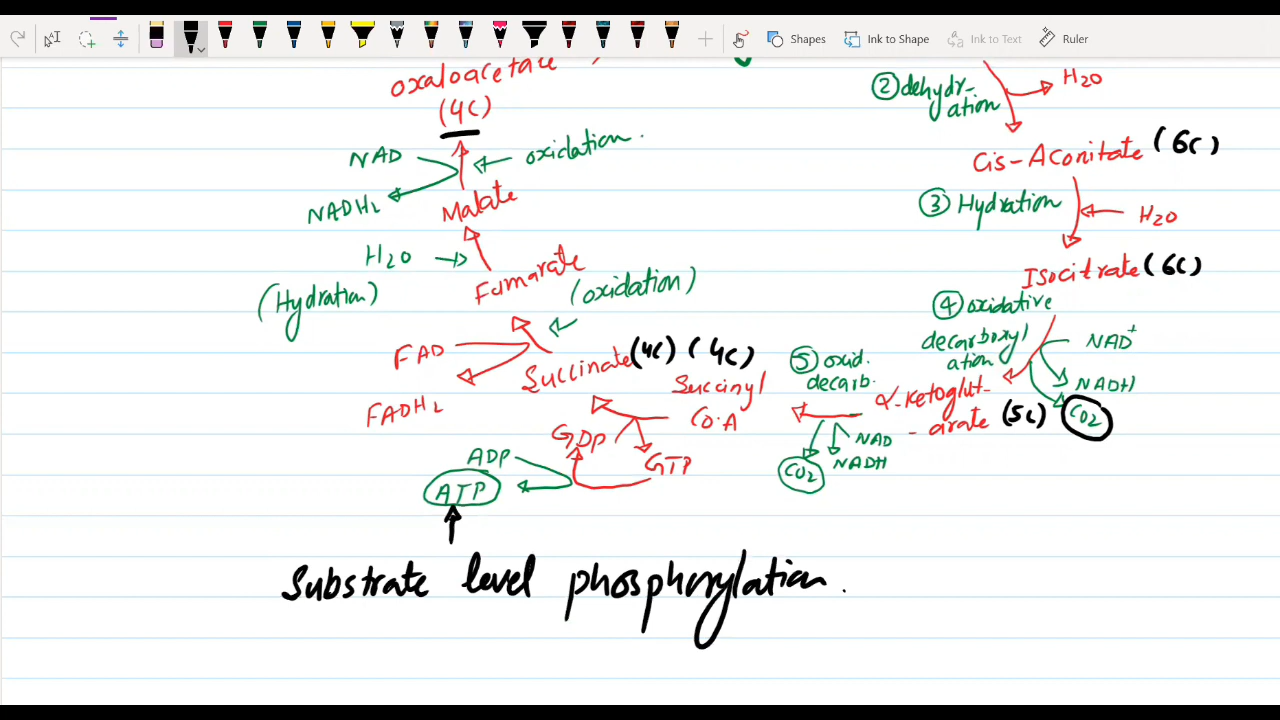 Shapes
Ink to Shape
Ink to Text
Ruler
oxaloacetate
(4C)
NAD
oxidation.
NADH2
Malate
H2O
Fumarate
(Hydration)
(oxidation)
FAD
Succinate (4C) (4C)
FADH2
Succinyl
CO.A
GDP
GTP
ADP
ATP
Substrate level phosphorylation.
② dehydr-
ation
H2O
Cis-Aconitate (6C)
③ Hydration
H2O
Isocitrate (6C)
④ oxidative
decarboxyl
ation
NAD+
NADH
CO2
α-Ketoglut-
-arate (5C)
⑤ oxid.
decarb.
NAD
NADH
CO2